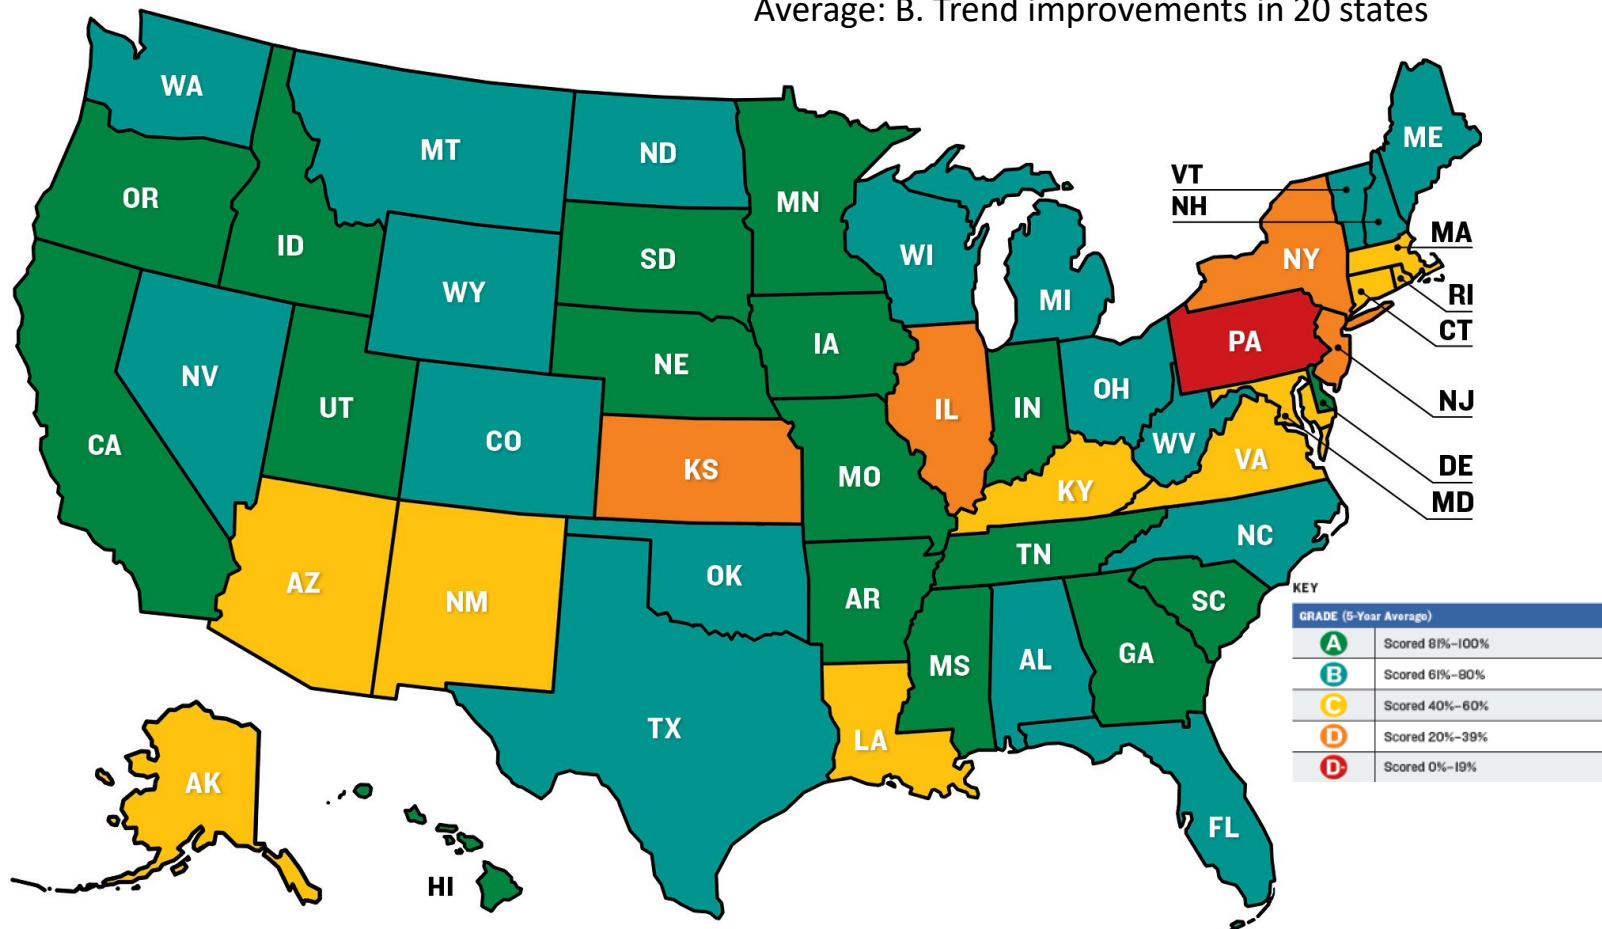 Average: B. Trend improvements in 20 states
WA
MT
ND
MN
ME
VT
NH
OR
ID
SD
WI
MI
NY
MA
RI
CT
WY
IA
PA
NV
UT
NE
IL
IN
OH
NJ
CA
CO
KS
MO
WV
VA
KY
DE
MD
NC
TN
AZ
NM
OK
AR
SC
MS
AL
GA
TX
LA
FL
AK
HI
KEY
GRADE (5-Year Average)
A Scored 81%–100%
B Scored 61%–80%
C Scored 40%–60%
D Scored 20%–39%
D- Scored 0%–19%